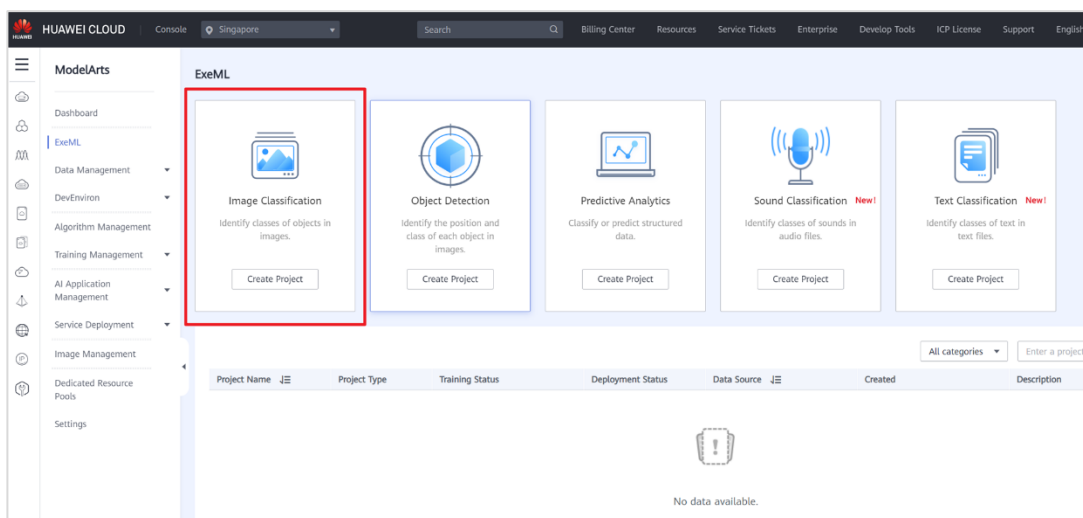 HUAWEI
HUAWEI CLOUD
Console
Singapore
Search
Billing Center
Resources
Service Tickets
Enterprise
Develop Tools
ICP License
Support
English
ModelArts
Dashboard
ExeML
Data Management
DevEnviron
Algorithm Management
Training Management
AI Application
Management
Service Deployment
Image Management
Dedicated Resource
Pools
Settings
ExeML
Image Classification
Identify classes of objects in
images.
Create Project
Object Detection
Identify the position and
class of each object in
images.
Create Project
Predictive Analytics
Classify or predict structured
data.
Create Project
Sound Classification New!
Identify classes of sounds in
audio files.
Create Project
Text Classification New!
Identify classes of text in
text files.
Create Project
All categories
Enter a project
Project Name
Project Type
Training Status
Deployment Status
Data Source
Created
Description
No data available.